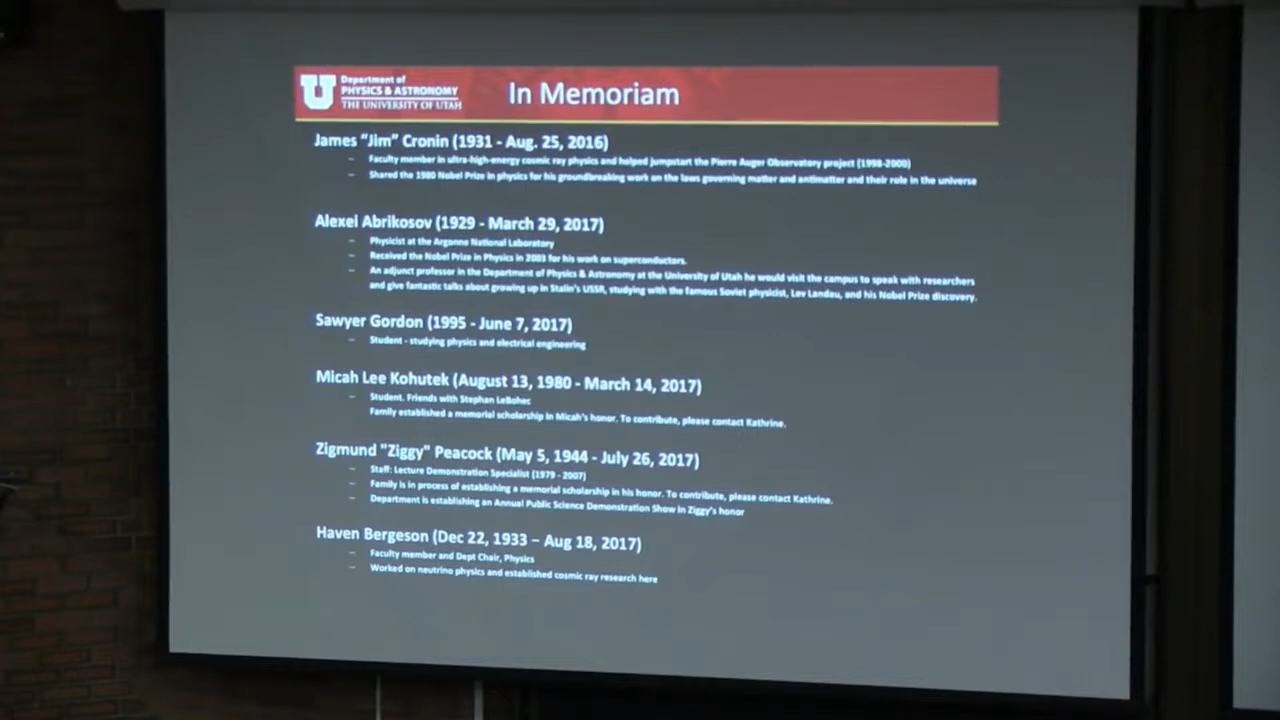 Department of
PHYSICS & ASTRONOMY
THE UNIVERSITY OF UTAH
In Memoriam
James "Jim" Cronin (1931 - Aug. 25, 2016)
– Faculty member in ultra-high-energy cosmic ray physics and helped jumpstart the Pierre Auger Observatory project (1998-2000)
– Shared the 1980 Nobel Prize in physics for his groundbreaking work on the laws governing matter and antimatter and their role in the universe
Alexei Abrikosov (1929 - March 29, 2017)
– Physicist at the Argonne National Laboratory
– Received the Nobel Prize in Physics in 2003 for his work on superconductors.
– An adjunct professor in the Department of Physics & Astronomy at the University of Utah he would visit the campus to speak with researchers
and give fantastic talks about growing up in Stalin's USSR, studying with the famous Soviet physicist, Lev Landau, and his Nobel Prize discovery.
Sawyer Gordon (1995 - June 7, 2017)
– Student - studying physics and electrical engineering
Micah Lee Kohutek (August 13, 1980 - March 14, 2017)
– Student. Friends with Stephan LeBohec
Family established a memorial scholarship in Micah's honor. To contribute, please contact Kathrine.
Zigmund "Ziggy" Peacock (May 5, 1944 - July 26, 2017)
– Staff: Lecture Demonstration Specialist (1979 - 2007)
– Family is in process of establishing a memorial scholarship in his honor. To contribute, please contact Kathrine.
– Department is establishing an Annual Public Science Demonstration Show in Ziggy's honor
Haven Bergeson (Dec 22, 1933 – Aug 18, 2017)
– Faculty member and Dept Chair, Physics
– Worked on neutrino physics and established cosmic ray research here